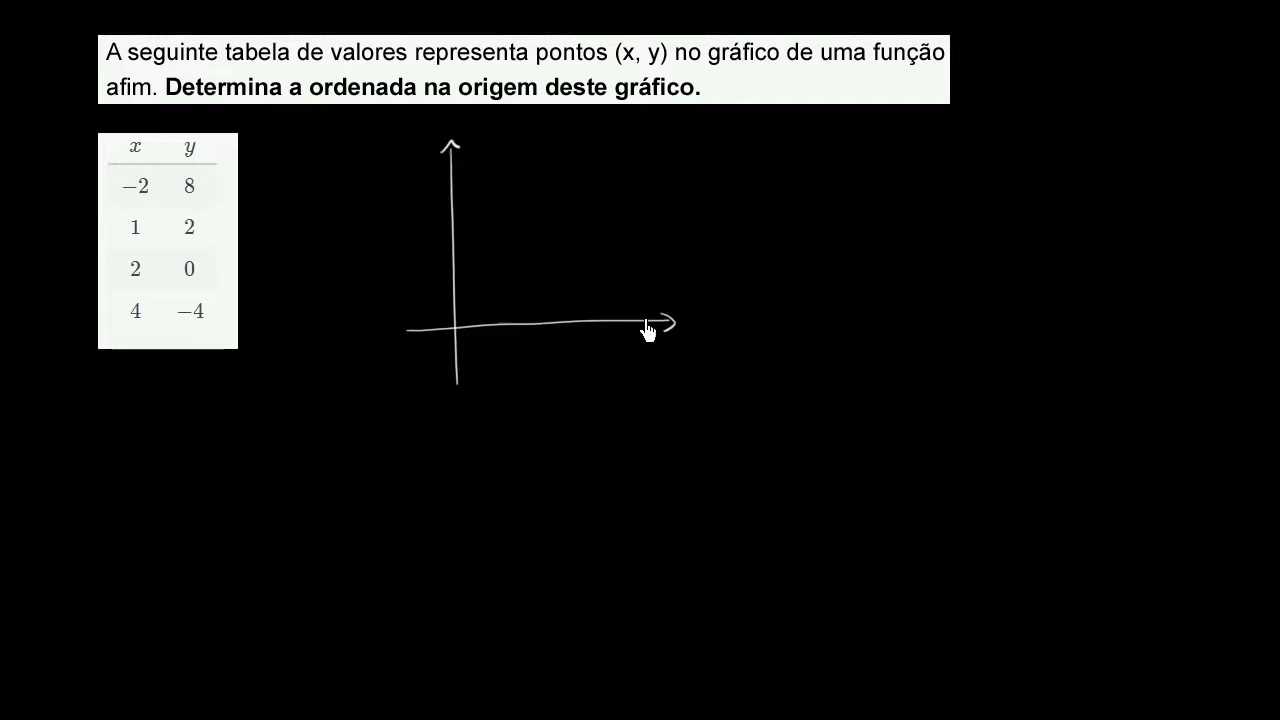 A seguinte tabela de valores representa pontos (x, y) no gráfico de uma função
afim. Determina a ordenada na origem deste gráfico.
x y
−2 8
1 2
2 0
4 −4